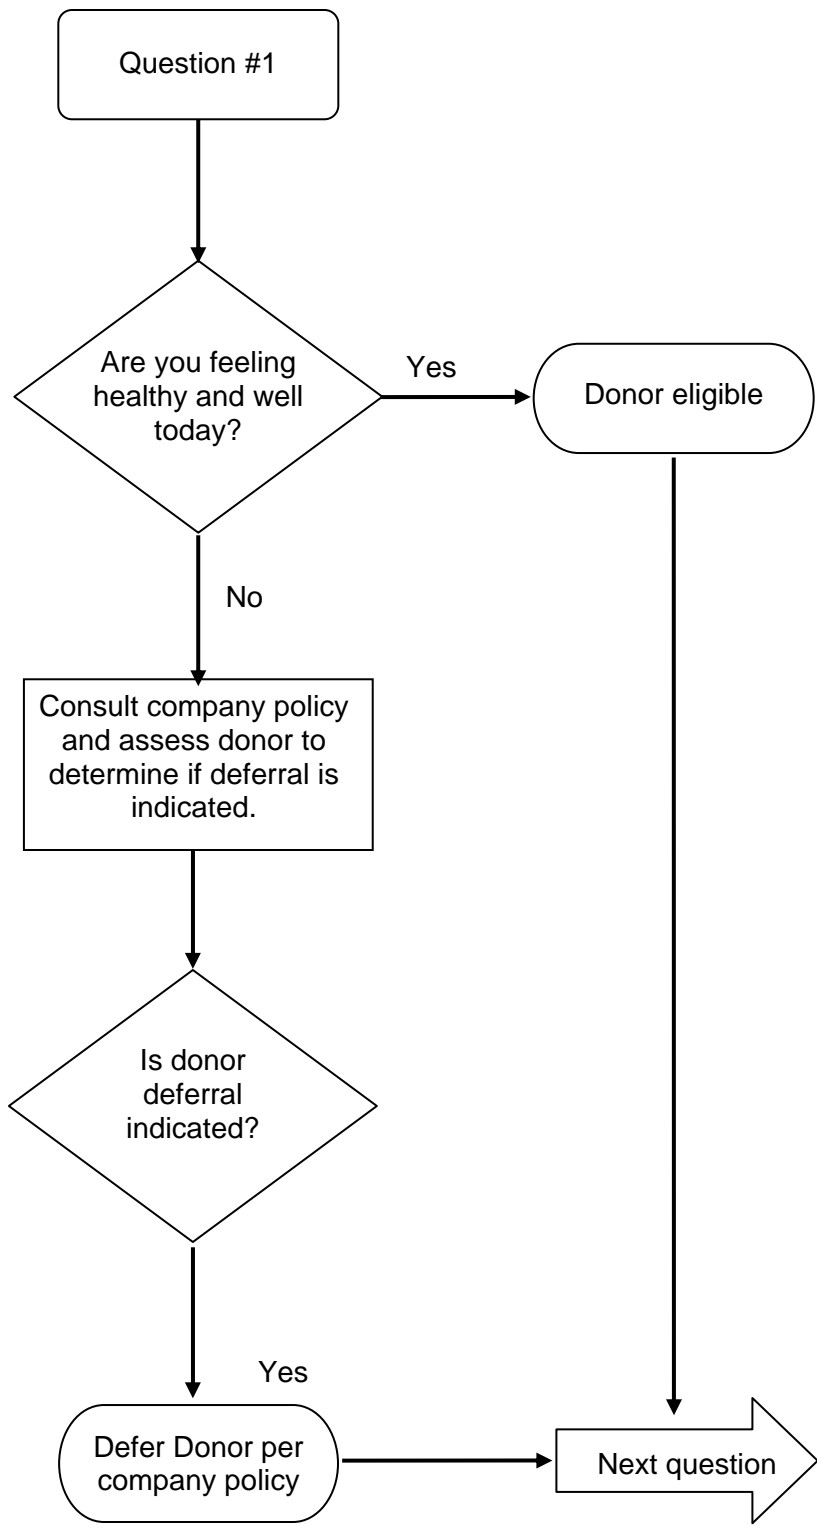 Question #1
Are you feeling
healthy and well
today?
Yes
Donor eligible
No
Consult company policy
and assess donor to
determine if deferral is
indicated.
Is donor
deferral
indicated?
Yes
Defer Donor per
company policy
Next question